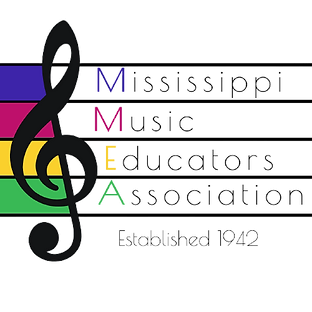 Mississippi
Music
Educators
Association
Established 1942